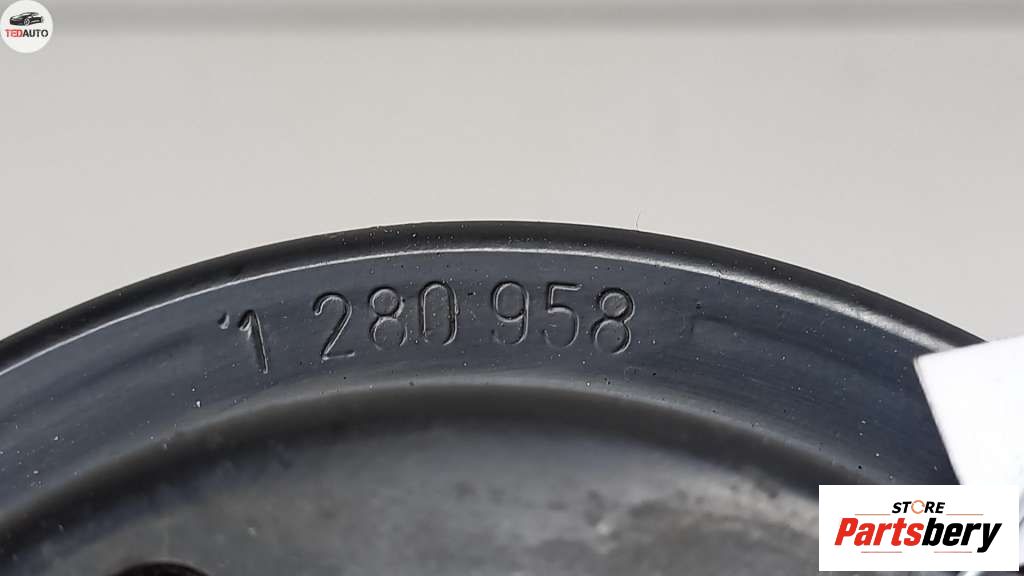 TEDAUTO
1 280 958
STORE
Partsbery